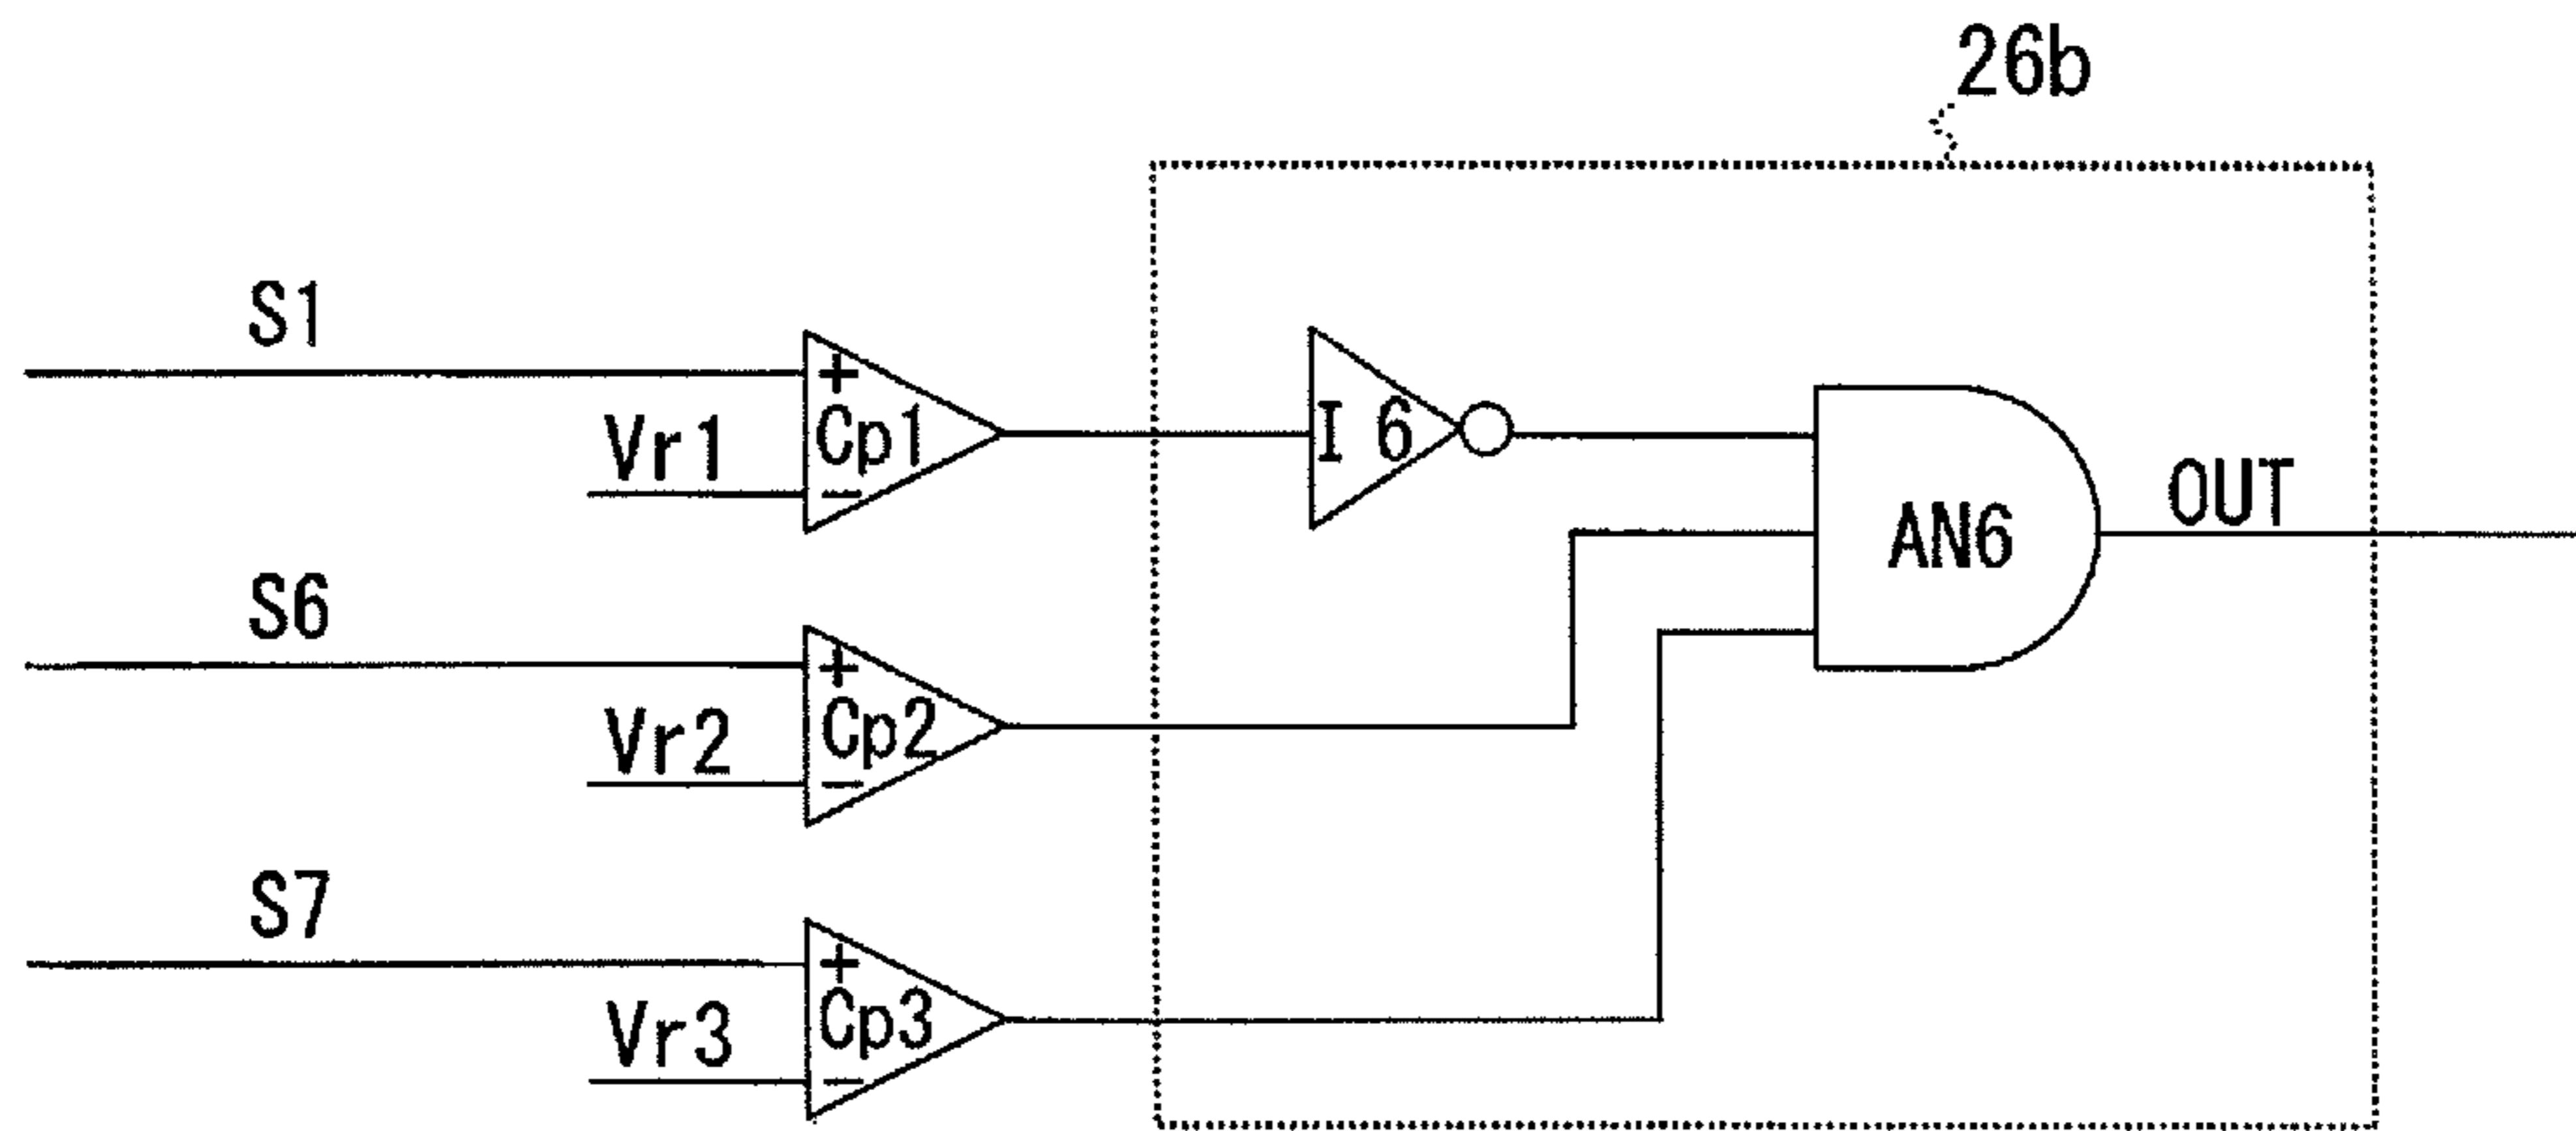 26b
S1
+
Cp1
Vr1
−
I 6
AN6
OUT
S6
+
Cp2
Vr2
−
S7
+
Cp3
Vr3
−